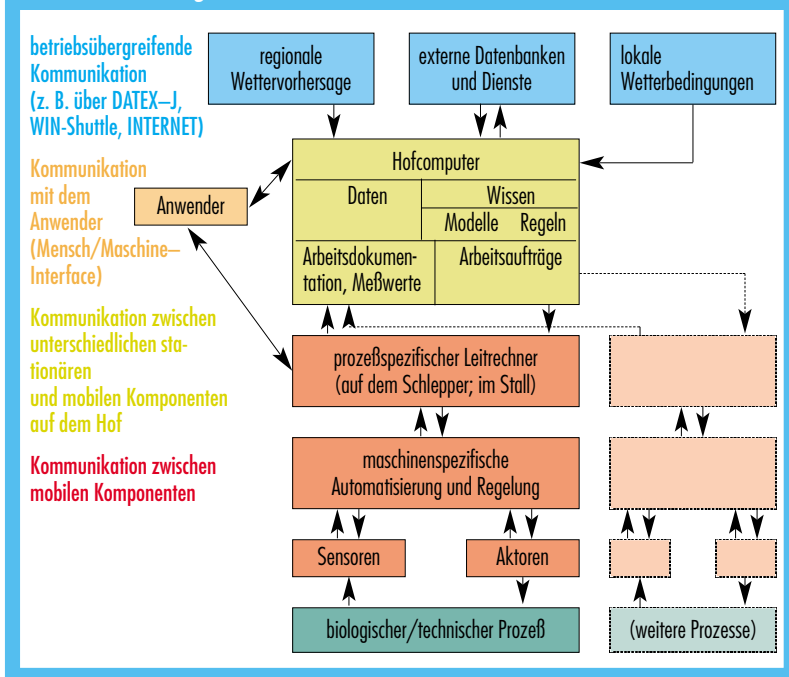 betriebsübergreifende
Kommunikation
(z. B. über DATEX–J,
WIN-Shuttle, INTERNET)
Kommunikation
mit dem
Anwender
(Mensch/Maschine–
Interface)
Kommunikation zwischen
unterschiedlichen sta-
tionären
und mobilen Komponenten
auf dem Hof
Kommunikation zwischen
mobilen Komponenten
regionale
Wettervorhersage
externe Datenbanken
und Dienste
lokale
Wetterbedingungen
Anwender
Hofcomputer
Daten
Wissen
Modelle Regeln
Arbeitsdokumen-
tation, Meßwerte
Arbeitsaufträge
prozeßspezifischer Leitrechner
(auf dem Schlepper; im Stall)
maschinenspezifische
Automatisierung und Regelung
Sensoren
Aktoren
biologischer/technischer Prozeß
(weitere Prozesse)